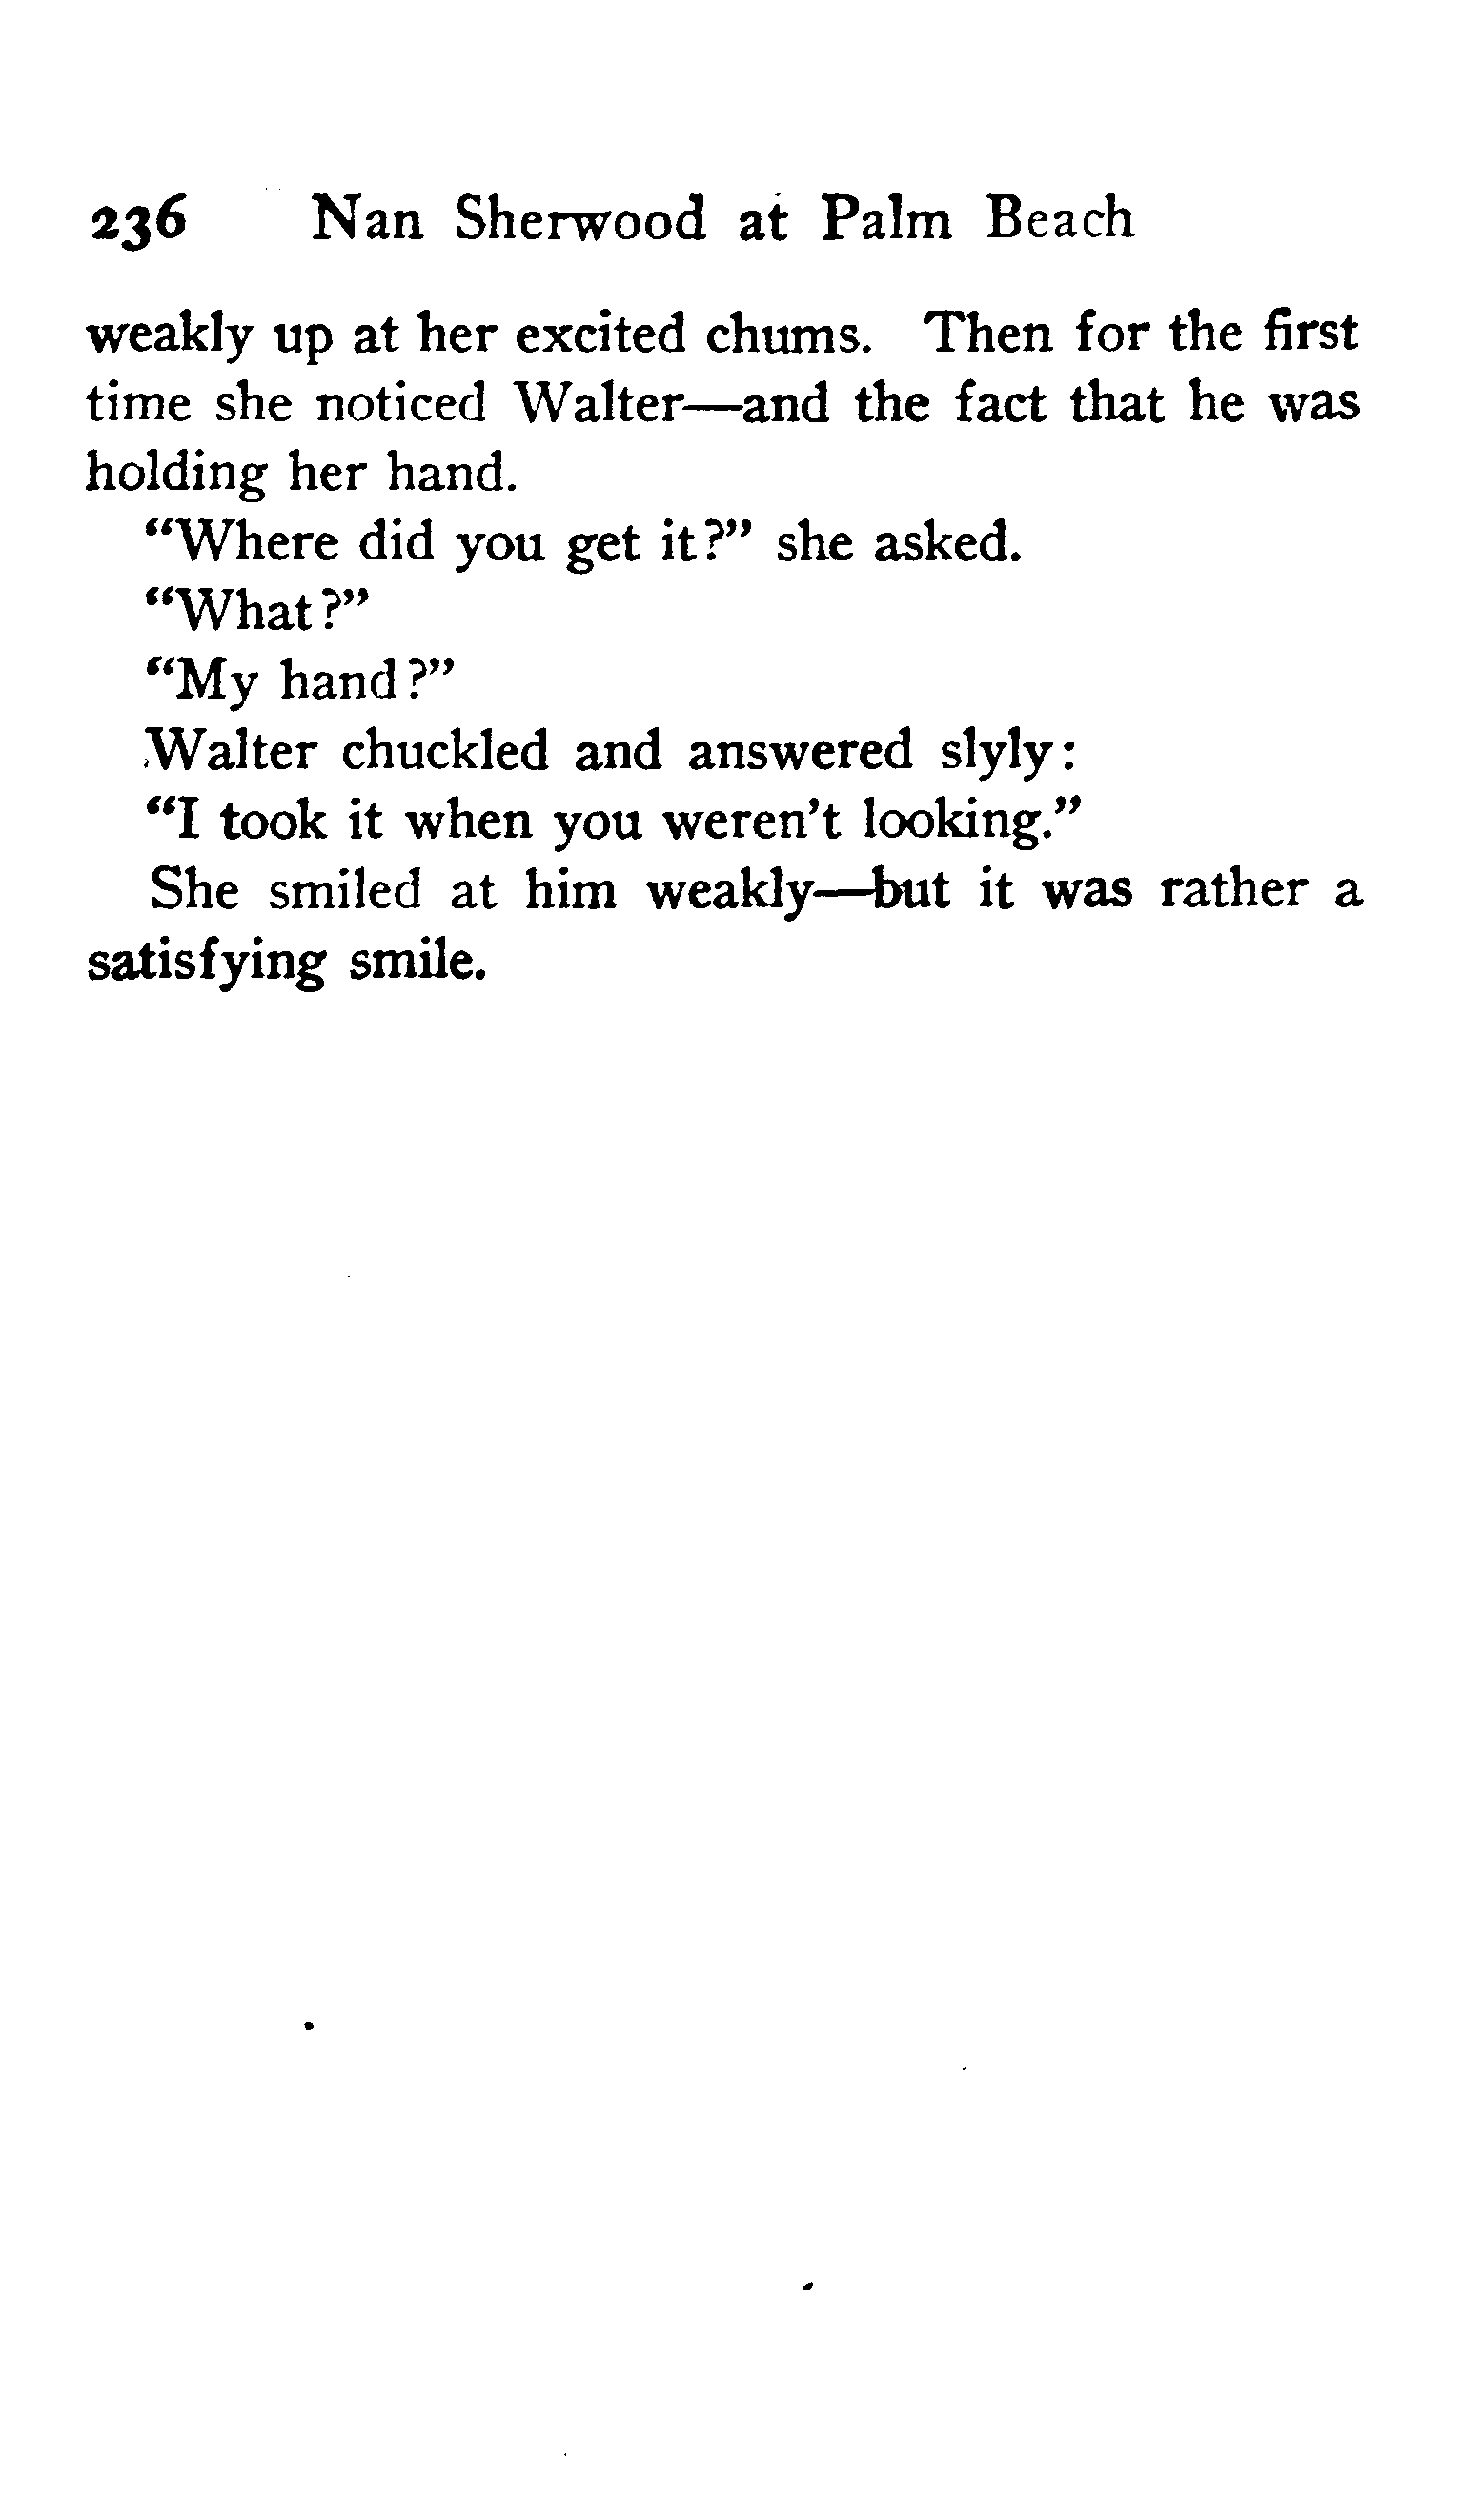 236 Nan Sherwood at Palm Beach
weakly up at her excited chums. Then for the first
time she noticed Walter—and the fact that he was
holding her hand.
“Where did you get it?” she asked.
“What?”
“My hand?”
Walter chuckled and answered slyly:
“I took it when you weren't looking.”
She smiled at him weakly—but it was rather a
satisfying smile.